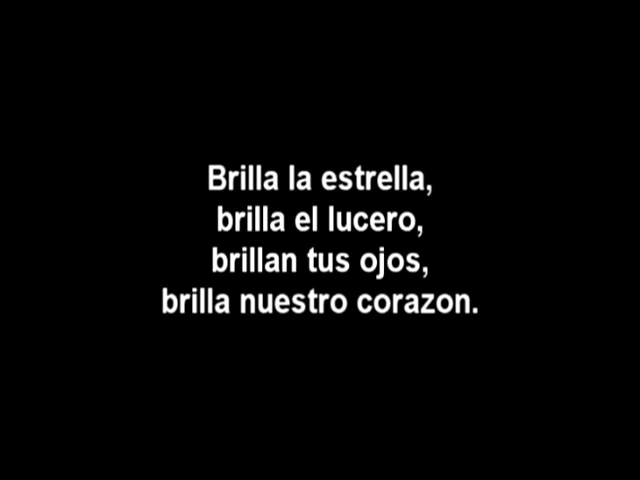 Brilla la estrella,
brilla el lucero,
brillan tus ojos,
brilla nuestro corazon.